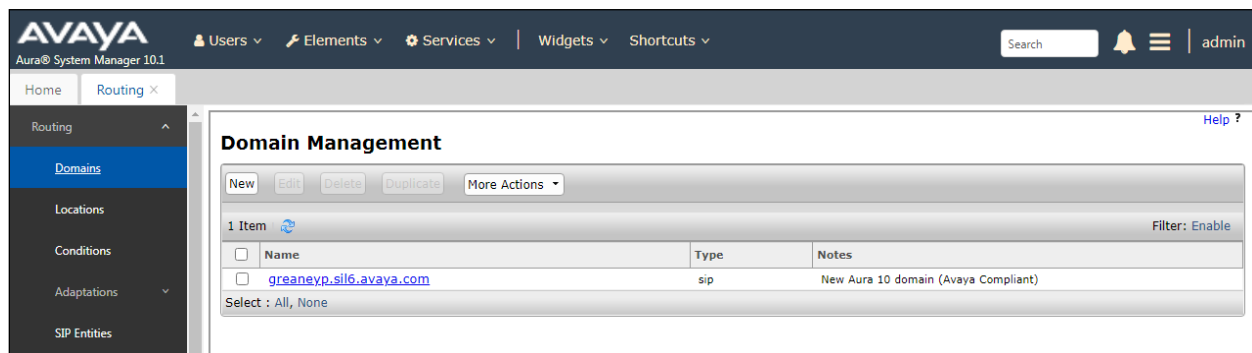 AVAYA
Aura® System Manager 10.1
Users Elements Services | Widgets Shortcuts Search | admin
Home Routing ×
Routing
Domains
Locations
Conditions
Adaptations
SIP Entities
Help ?
Domain Management
New Edit Delete Duplicate More Actions
1 Item Filter: Enable
Name Type Notes
greaneyp.sil6.avaya.com sip New Aura 10 domain (Avaya Compliant)
Select : All, None